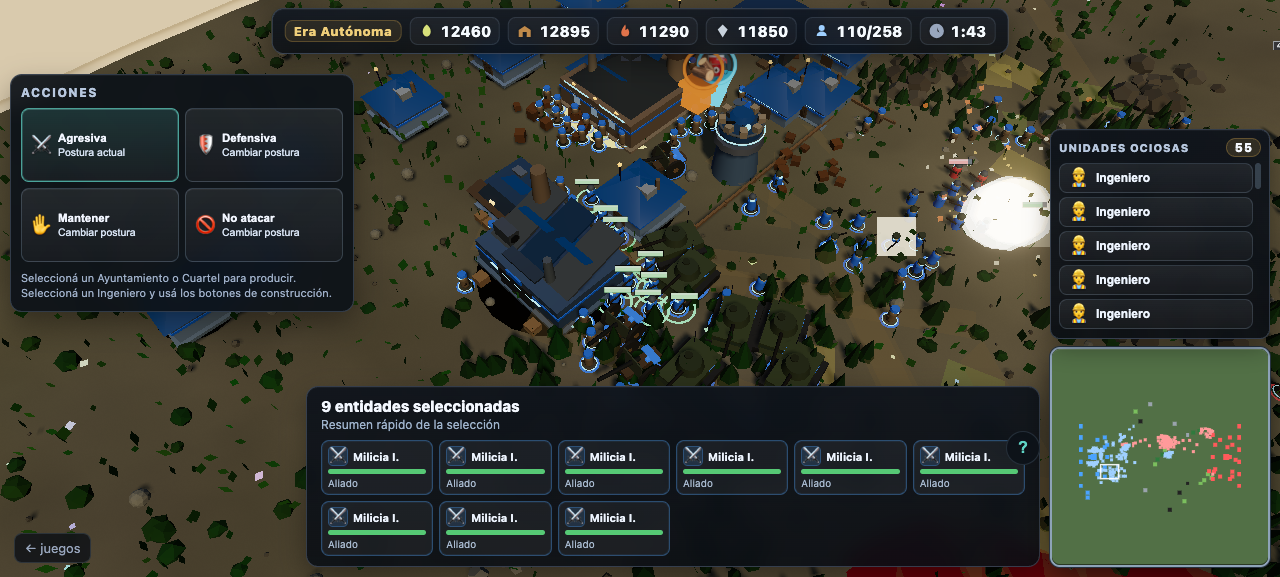 Era Autónoma
12460
12895
11290
11850
110/258
1:43
ACCIONES
Agresiva
Postura actual
Defensiva
Cambiar postura
Mantener
Cambiar postura
No atacar
Cambiar postura
Seleccioná un Ayuntamiento o Cuartel para producir.
Seleccioná un Ingeniero y usá los botones de construcción.
UNIDADES OCIOSAS
55
Ingeniero
Ingeniero
Ingeniero
Ingeniero
Ingeniero
9 entidades seleccionadas
Resumen rápido de la selección
?
Milicia I.
Aliado
Milicia I.
Aliado
Milicia I.
Aliado
Milicia I.
Aliado
Milicia I.
Aliado
Milicia I.
Aliado
Milicia I.
Aliado
Milicia I.
Aliado
Milicia I.
Aliado
← juegos